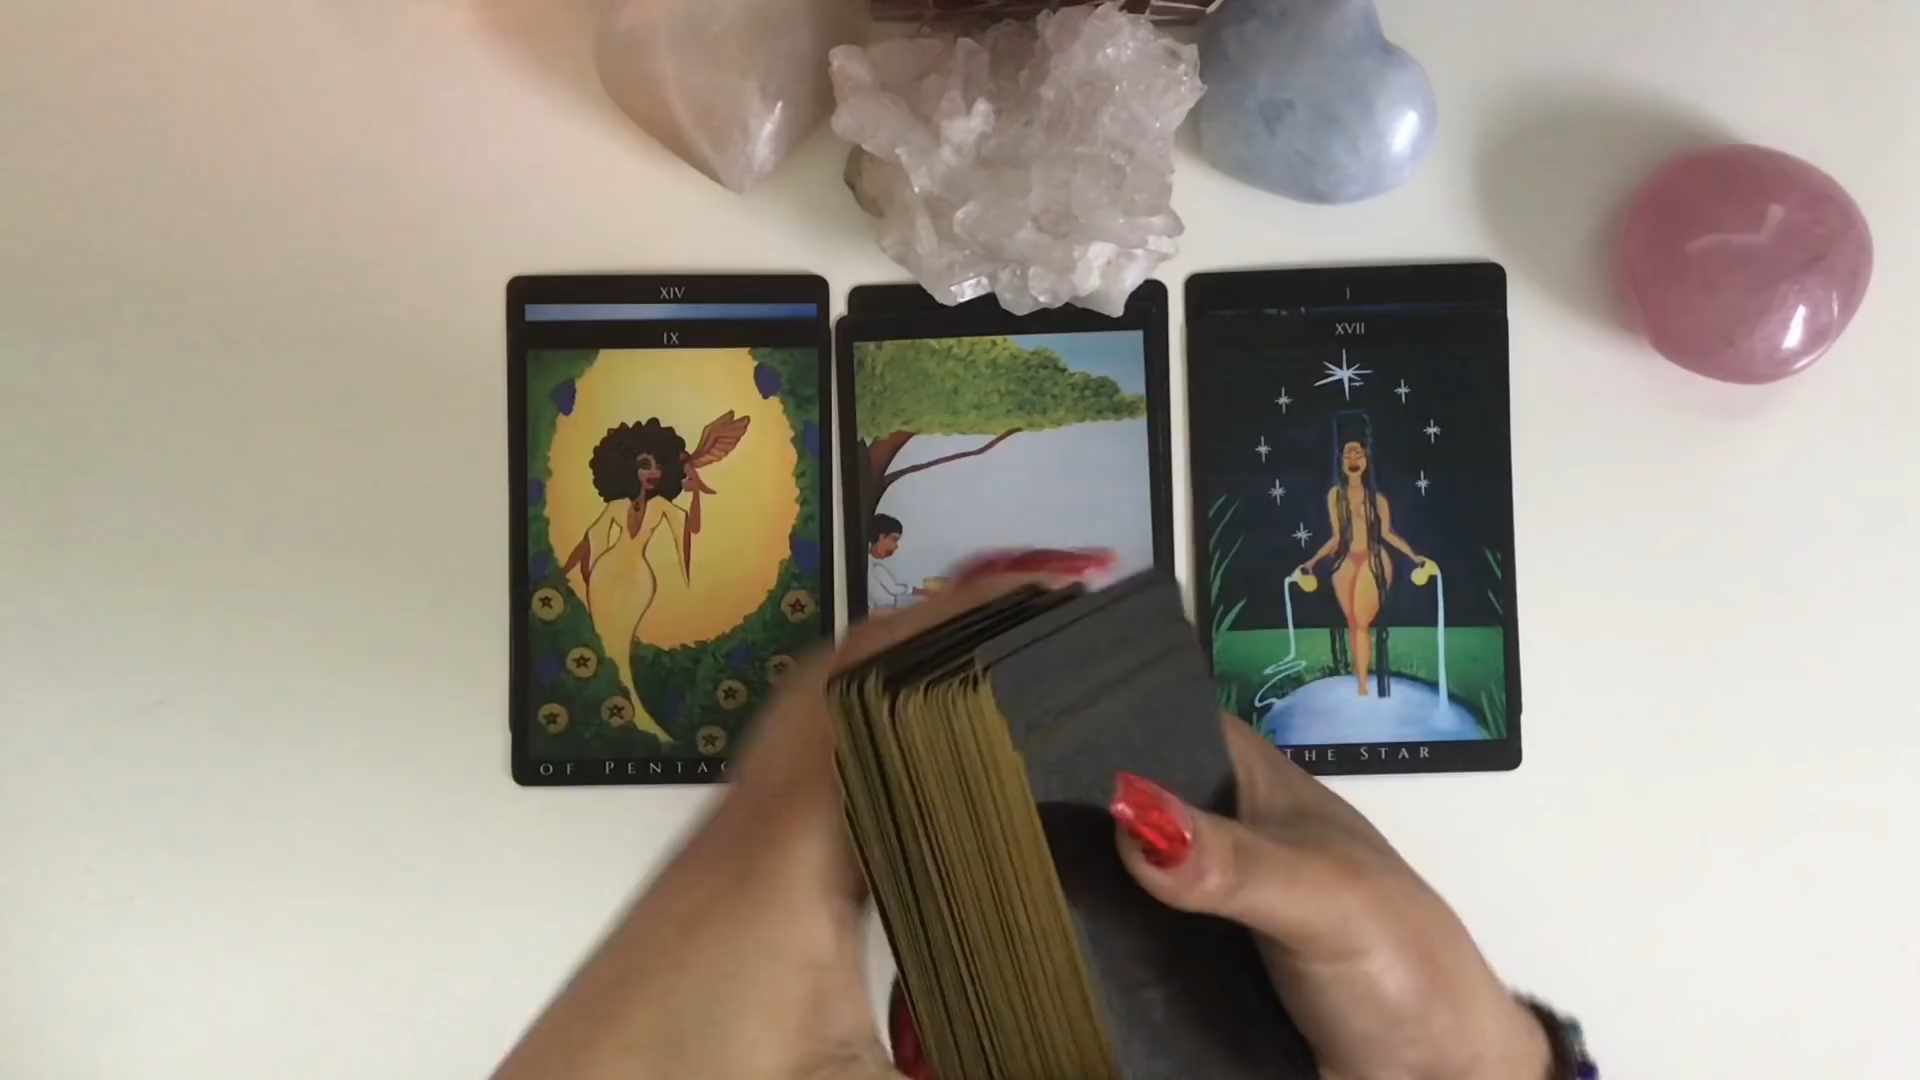 XIV
IX
OF PENTAC
I
XVII
THE STAR